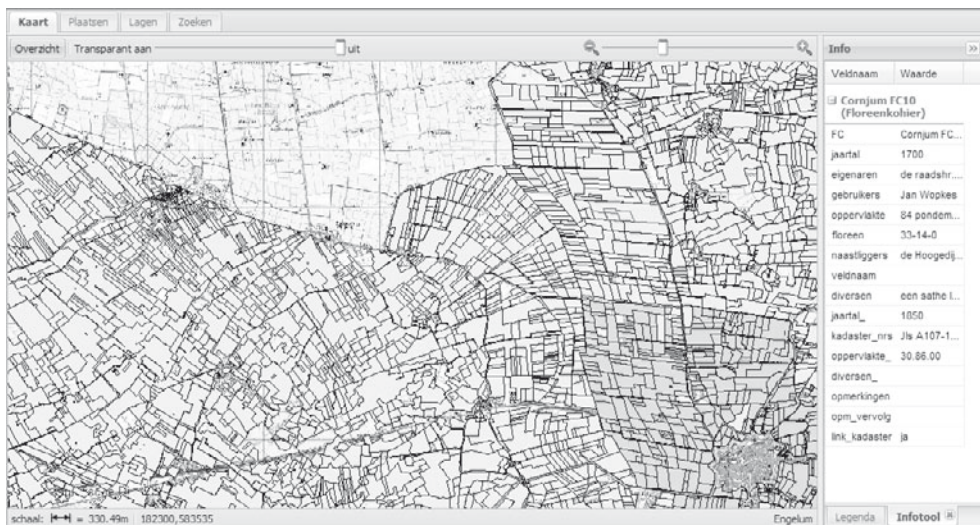 Kaart Plaatsen Lagen Zoeken
Overzicht Transparant aan uit
Info
Veldnaam Waarde
Cornjum FC10
(Floreenkohier)
FC Cornjum FC...
jaartal 1700
eigenaren de raadshr....
gebruikers Jan Wopkes
oppervlakte 84 pondem...
floreen 33-14-0
naastliggers de Hoogedij...
veldnaam
diversen een sathe l...
jaartal_ 1850
kadaster_nrs Jls A107-1...
oppervlakte_ 30.86.00
diversen_
opmerkingen
opm_vervolg
link_kadaster ja
schaal: = 330.49m 182300,583535 Engelum
Legenda Infotool